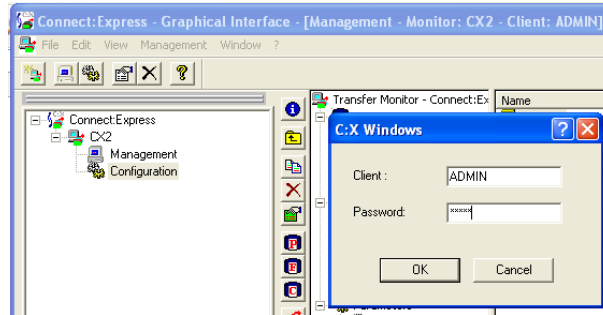 Connect:Express - Graphical Interface - [Management - Monitor: CX2 - Client: ADMIN]
File Edit View Management Window ?
Transfer Monitor - Connect:Ex
Name
Connect:Express
CX2
Management
Configuration
C:X Windows
Client :
ADMIN
Password:
xxxxx
OK
Cancel
P
F
C